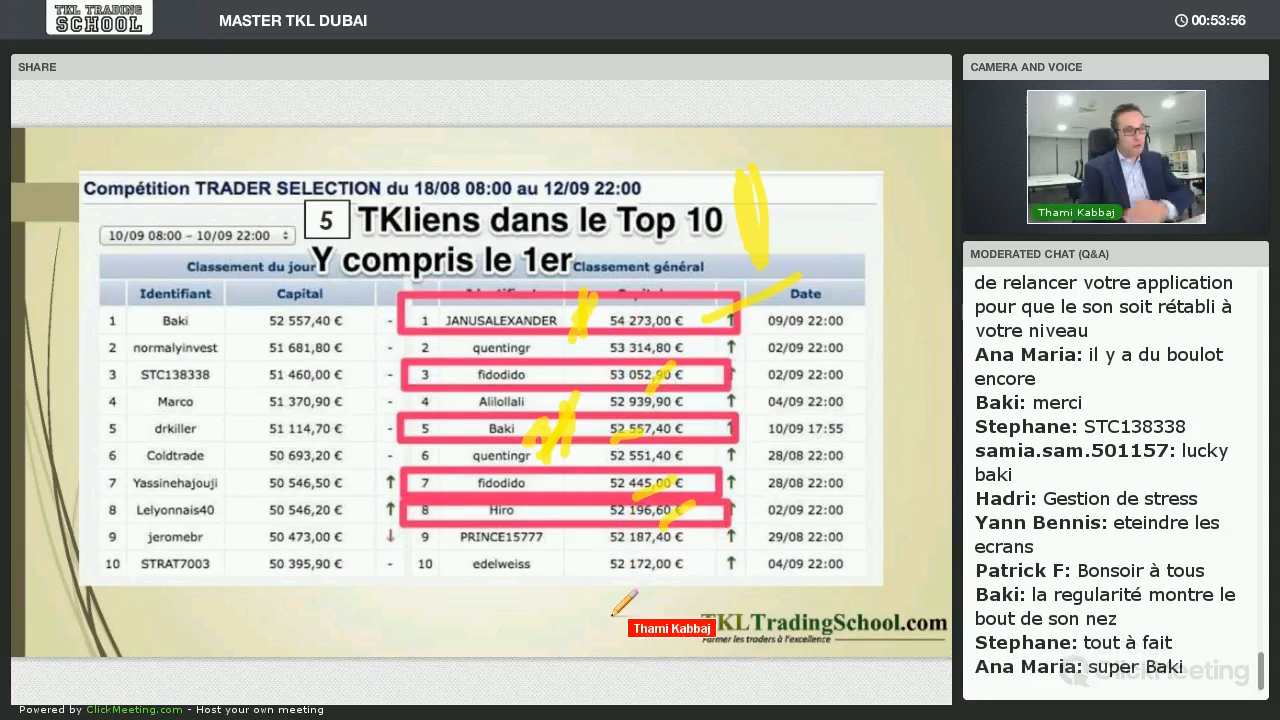 TKL TRADING
SCHOOL
MASTER TKL DUBAI
00:53:56
SHARE
Compétition TRADER SELECTION du 18/08 08:00 au 12/09 22:00
5 TKliens dans le Top 10
10/09 08:00 - 10/09 22:00
Y compris le 1er
Classement du jour Classement général
Identifiant Capital Capital Date
1 Baki 52 557,40 € - 1 JANUSALEXANDER 54 273,00 € ↑ 09/09 22:00
2 normalyinvest 51 681,80 € - 2 quentingr 53 314,80 € ↑ 02/09 22:00
3 STC138338 51 460,00 € - 3 fidodido 53 052,90 € ↑ 02/09 22:00
4 Marco 51 370,90 € - 4 Alilollali 52 939,90 € ↑ 04/09 22:00
5 drkiller 51 114,70 € - 5 Baki 52 557,40 € ↑ 10/09 17:55
6 Coldtrade 50 693,20 € - 6 quentingr 52 551,40 € ↑ 28/08 22:00
7 Yassinehajouji 50 546,50 € ↑ 7 fidodido 52 445,00 € ↑ 28/08 22:00
8 Lelyonnais40 50 546,20 € ↑ 8 Hiro 52 196,60 € ↑ 02/09 22:00
9 jeromebr 50 473,00 € ↓ 9 PRINCE15777 52 187,40 € ↑ 29/08 22:00
10 STRAT7003 50 395,90 € - 10 edelweiss 52 172,00 € ↑ 04/09 22:00
TKLTradingSchool.com
Thami Kabbaj
Former les traders à l'excellence
Powered by ClickMeeting.com - Host your own meeting
CAMERA AND VOICE
Thami Kabbaj
MODERATED CHAT (Q&A)
de relancer votre application
pour que le son soit rétabli à
votre niveau
Ana Maria: il y a du boulot
encore
Baki: merci
Stephane: STC138338
samia.sam.501157: lucky
baki
Hadri: Gestion de stress
Yann Bennis: eteindre les
ecrans
Patrick F: Bonsoir à tous
Baki: la regularité montre le
bout de son nez
Stephane: tout à fait
Ana Maria: super Baki
ClickMeeting